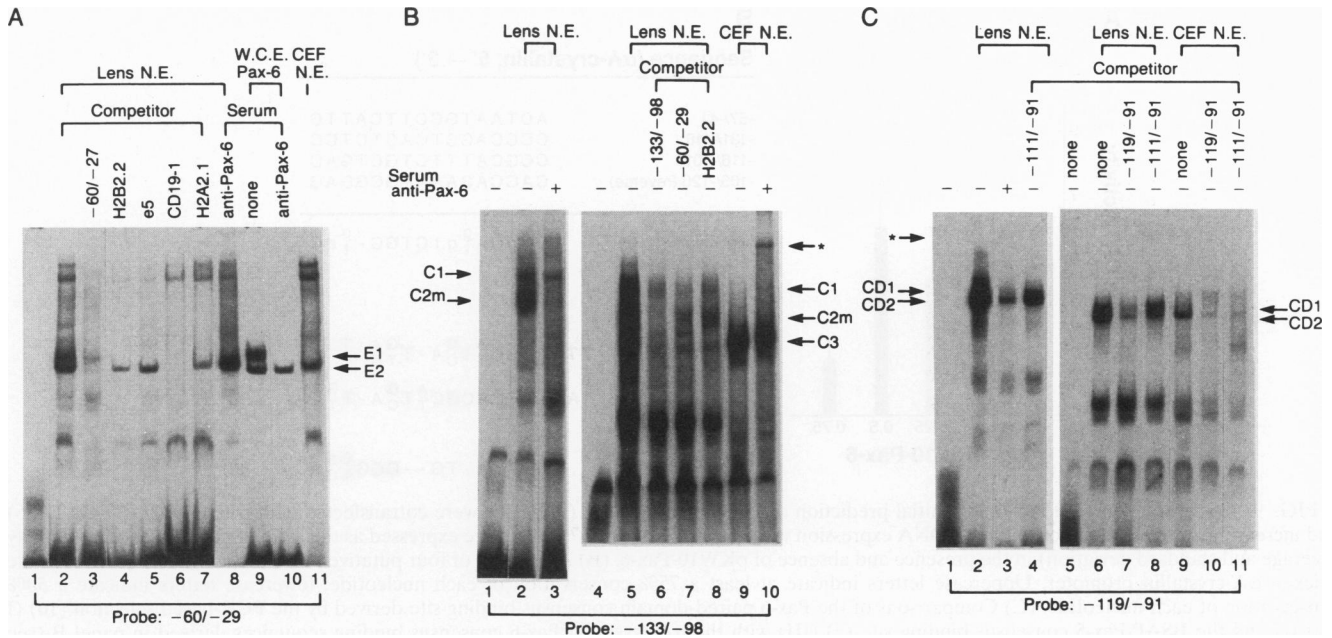 A
B
C
W.C.E. CEF
Pax-6 N.E.
Lens N.E.
Competitor
Serum
-60/-27
H2B2.2
e5
CD19-1
H2A2.1
anti-Pax-6
none
anti-Pax-6
E1
E2
1 2 3 4 5 6 7 8 9 10 11
Probe: -60/-29
Lens N.E.
Lens N.E.
CEF N.E.
Competitor
-133/-98
-60/-29
H2B2.2
Serum
anti-Pax-6
- - + - - - - - - +
C1
C2m
*
C1
C2m
C3
1 2 3
4 5 6 7 8 9 10
Probe: -133/-98
Lens N.E.
Lens N.E. CEF N.E.
Competitor
-111/-91
none
none
-119/-91
-111/-91
none
-119/-91
-111/-91
- - + - - - - - - - -
*
CD1
CD2
CD1
CD2
1 2 3 4
5 6 7 8 9 10 11
Probe: -119/-91